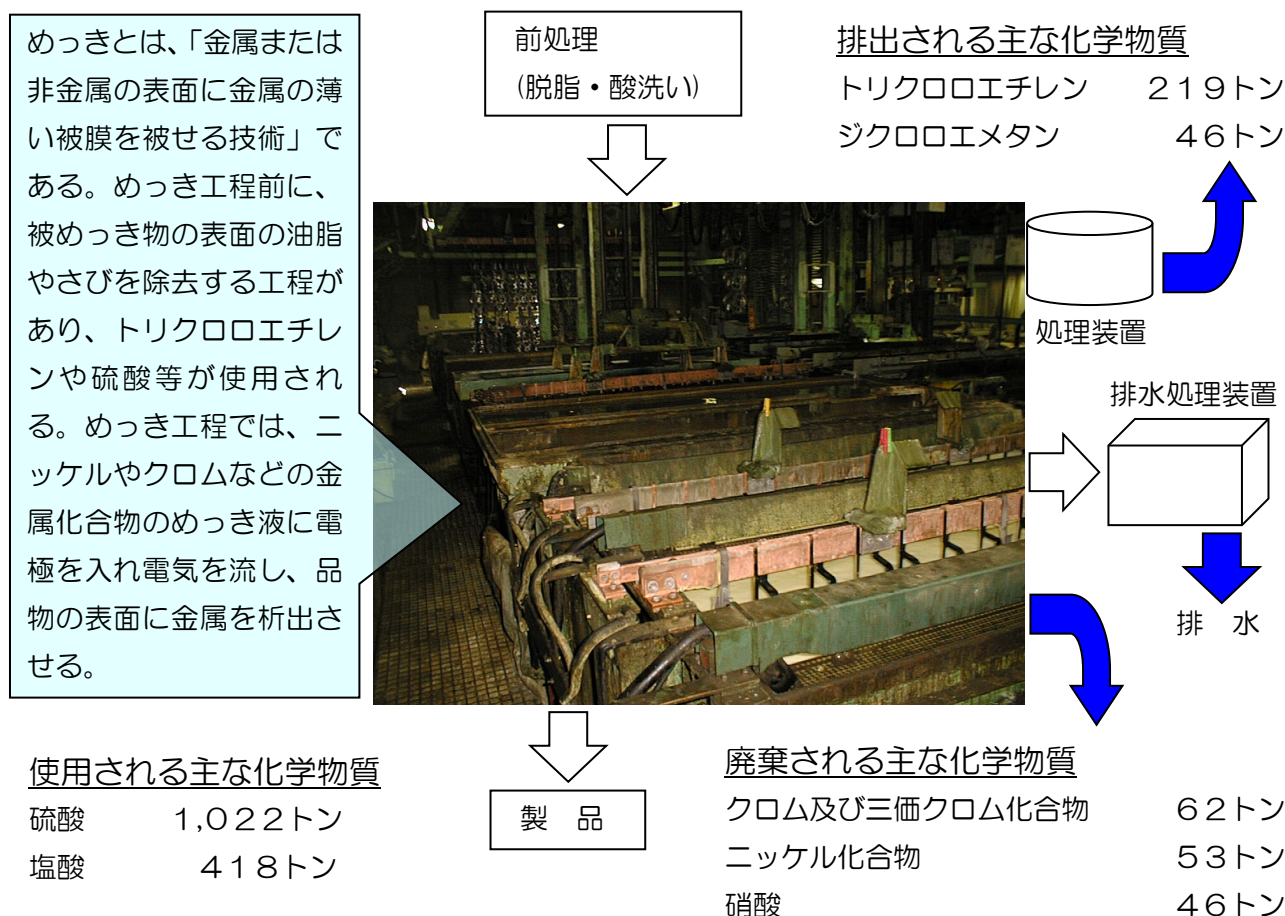 めっきとは、「金属または
非金属の表面に金属の薄
い被膜を被せる技術」で
ある。めっき工程前に、
被めっき物の表面の油脂
やさびを除去する工程が
あり、トリクロロエチレ
ンや硫酸等が使用され
る。めっき工程では、ニ
ッケルやクロムなどの金
属化合物のめっき液に電
極を入れ電気を流し、品
物の表面に金属を析出さ
せる。
前処理
(脱脂・酸洗い)
排出される主な化学物質
トリクロロエチレン ２１９トン
ジクロロエメタン ４６トン
処理装置
排水処理装置
排 水
使用される主な化学物質
硫酸 １,０２２トン
塩酸 ４１８トン
製 品
廃棄される主な化学物質
クロム及び三価クロム化合物 ６２トン
ニッケル化合物 ５３トン
硝酸 ４６トン